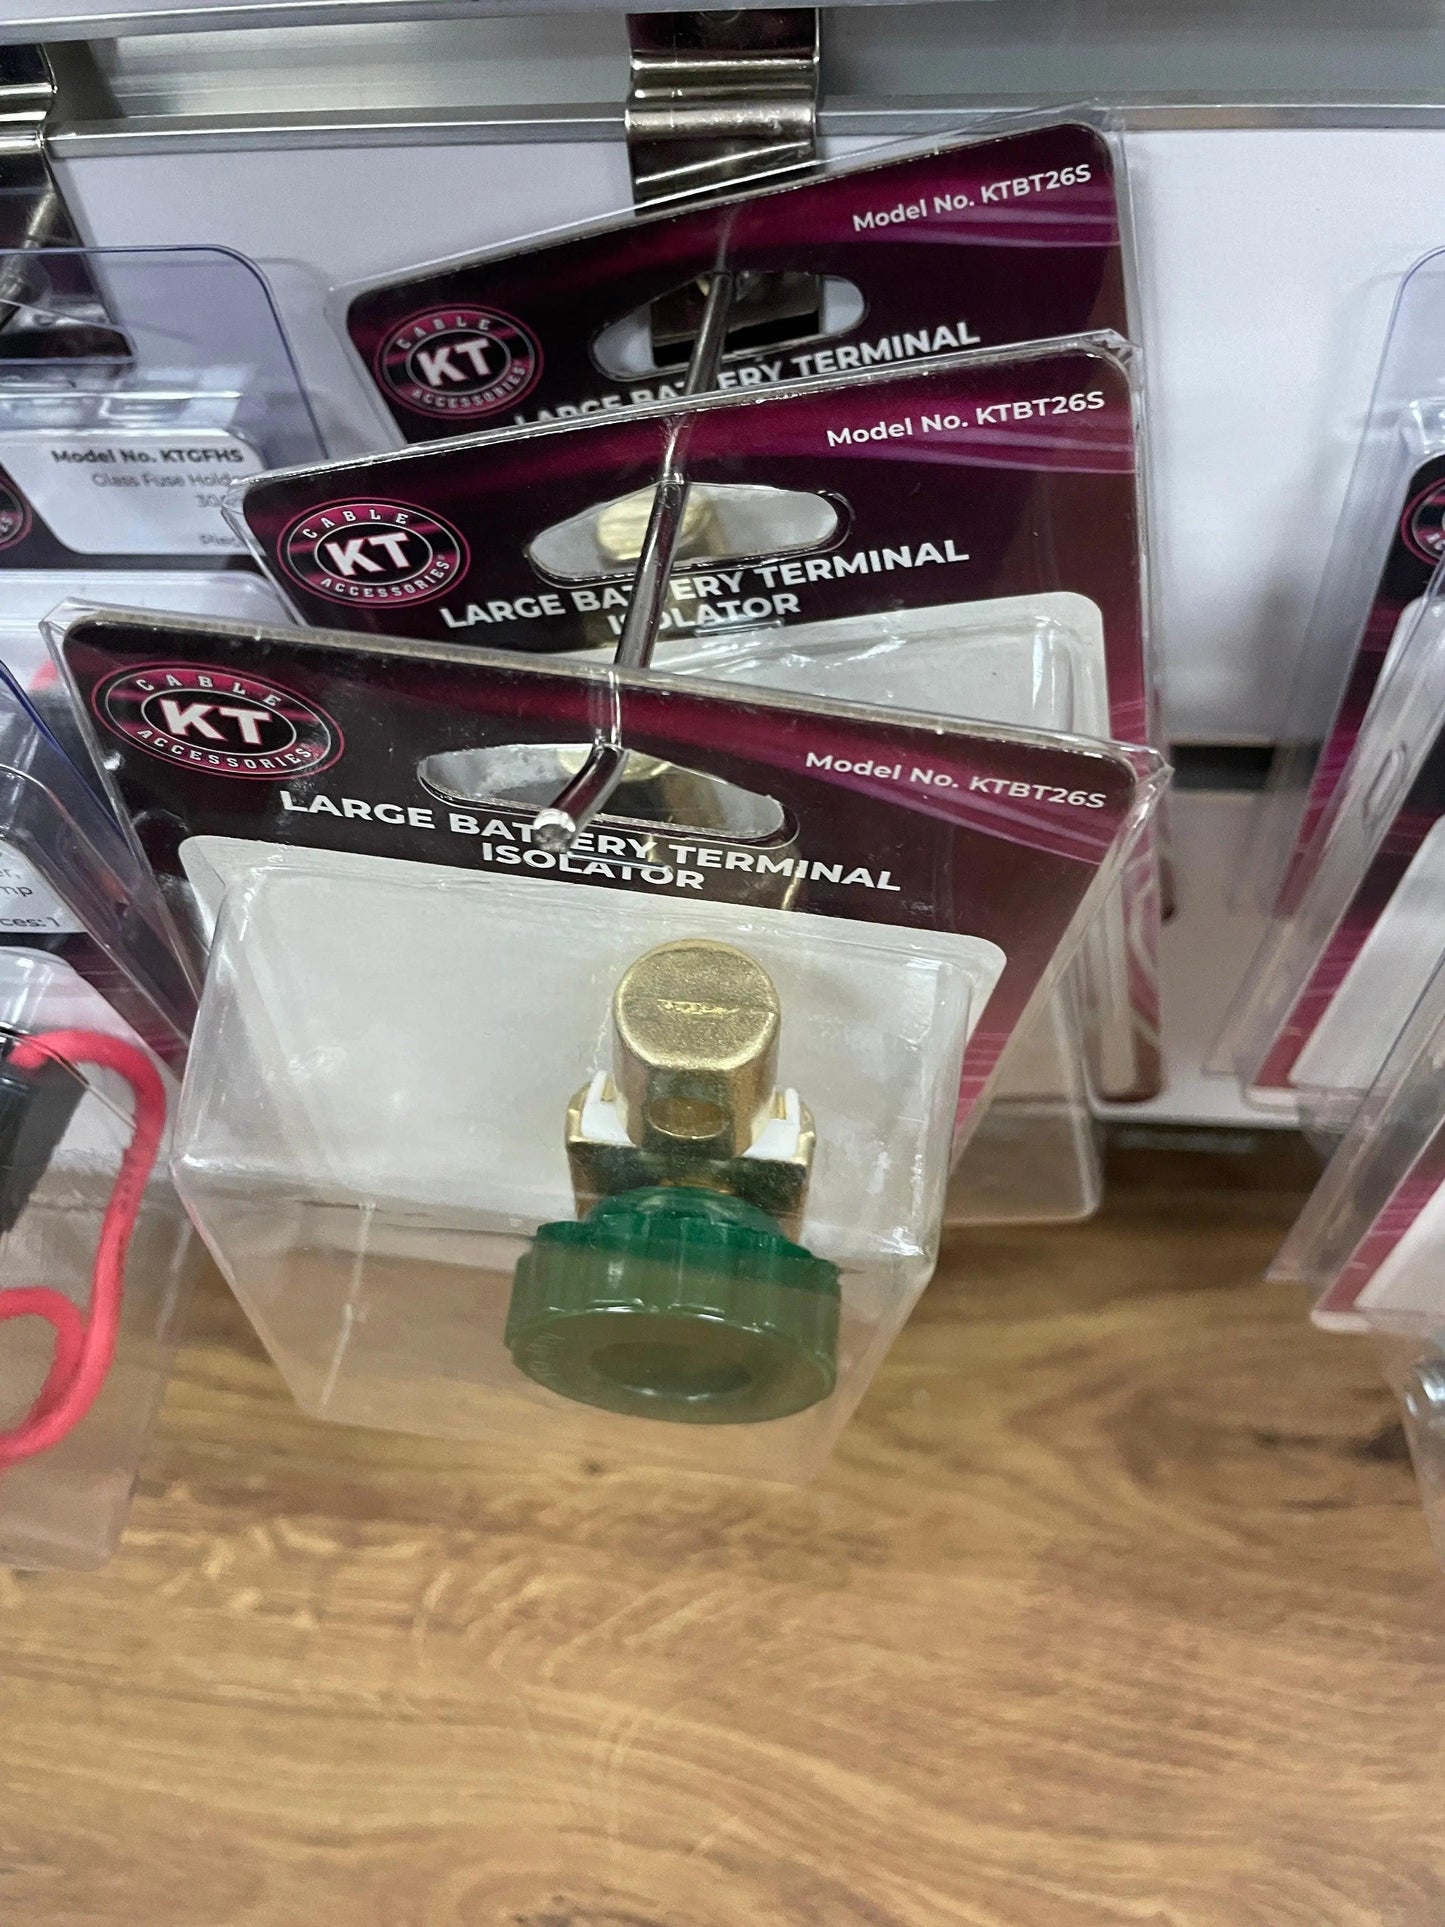 Model No. KTBT26S
CABLE
KT
ACCESSORIES
LARGE BATTERY TERMINAL
Model No. KTBT26S
CABLE
KT
ACCESSORIES
LARGE BATTERY TERMINAL
ISOLATOR
Model No. KTGFHS
Glass Fuse
CABLE
KT
ACCESSORIES
Model No. KTBT26S
LARGE BATTERY TERMINAL
ISOLATOR